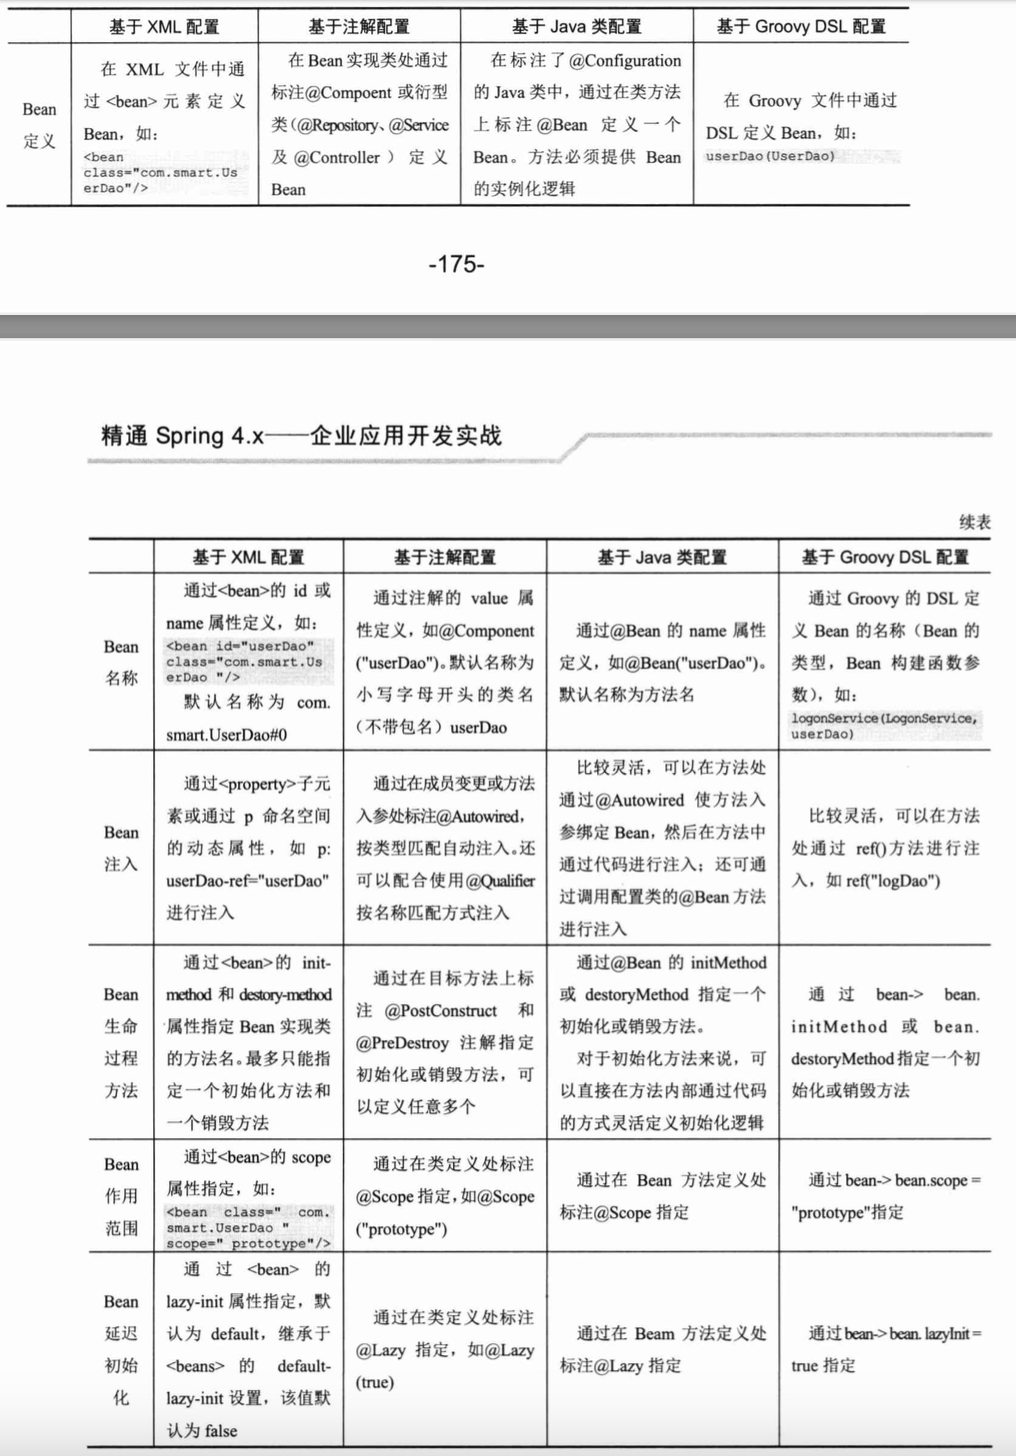 基于 XML 配置
基于注解配置
基于 Java 类配置
基于 Groovy DSL 配置
Bean
定义
在 XML 文件中通
过<bean>元素定义
Bean，如：
<bean
class="com.smart.Us
erDao"/>
在 Bean 实现类处通过
标注@Compoent 或衍型
类（@Repository、@Service
及 @Controller ）定义
Bean
在标注了@Configuration
的 Java 类中，通过在类方法
上标注@Bean 定义一个
Bean。方法必须提供 Bean
的实例化逻辑
在 Groovy 文件中通过
DSL 定义 Bean，如：
userDao(UserDao)
-175-
精通 Spring 4.x——企业应用开发实战
续表
基于 XML 配置
基于注解配置
基于 Java 类配置
基于 Groovy DSL 配置
Bean
名称
通过<bean>的 id 或
name 属性定义，如：
<bean id="userDao"
class="com.smart.Us
erDao "/>
默认名称为 com.
smart.UserDao#0
通过注解的 value 属
性定义，如@Component
("userDao")。默认名称为
小写字母开头的类名
（不带包名）userDao
通过@Bean 的 name 属性
定义，如@Bean("userDao")。
默认名称为方法名
通过 Groovy 的 DSL 定
义 Bean 的名称（Bean 的
类型，Bean 构建函数参
数），如：
logonService(LogonService,
userDao)
Bean
注入
通过<property>子元
素或通过 p 命名空间
的动态属性，如 p:
userDao-ref="userDao"
进行注入
通过在成员变更或方法
入参处标注@Autowired，
按类型匹配自动注入。还
可以配合使用@Qualifier
按名称匹配方式注入
比较灵活，可以在方法处
通过@Autowired 使方法入
参绑定 Bean，然后在方法中
通过代码进行注入；还可通
过调用配置类的@Bean 方法
进行注入
比较灵活，可以在方法
处通过 ref()方法进行注
入，如 ref("logDao")
Bean
生命
过程
方法
通过<bean>的 init-
method 和 destory-method
属性指定 Bean 实现类
的方法名。最多只能指
定一个初始化方法和
一个销毁方法
通过在目标方法上标
注 @PostConstruct 和
@PreDestroy 注解指定
初始化或销毁方法，可
以定义任意多个
通过@Bean 的 initMethod
或 destoryMethod 指定一个
初始化或销毁方法。
对于初始化方法来说，可
以直接在方法内部通过代码
的方式灵活定义初始化逻辑
通过 bean-> bean.
initMethod 或 bean.
destoryMethod 指定一个初
始化或销毁方法
Bean
作用
范围
通过<bean>的 scope
属性指定，如：
<bean class=" com.
smart.UserDao "
scope=" prototype"/>
通过在类定义处标注
@Scope 指定，如@Scope
("prototype")
通过在 Bean 方法定义处
标注@Scope 指定
通过 bean-> bean.scope =
"prototype"指定
Bean
延迟
初始
化
通过 <bean> 的
lazy-init 属性指定，默
认为 default，继承于
<beans> 的 default-
lazy-init 设置，该值默
认为 false
通过在类定义处标注
@Lazy 指定，如@Lazy
(true)
通过在 Beam 方法定义处
标注@Lazy 指定
通过 bean-> bean. lazyInit =
true 指定